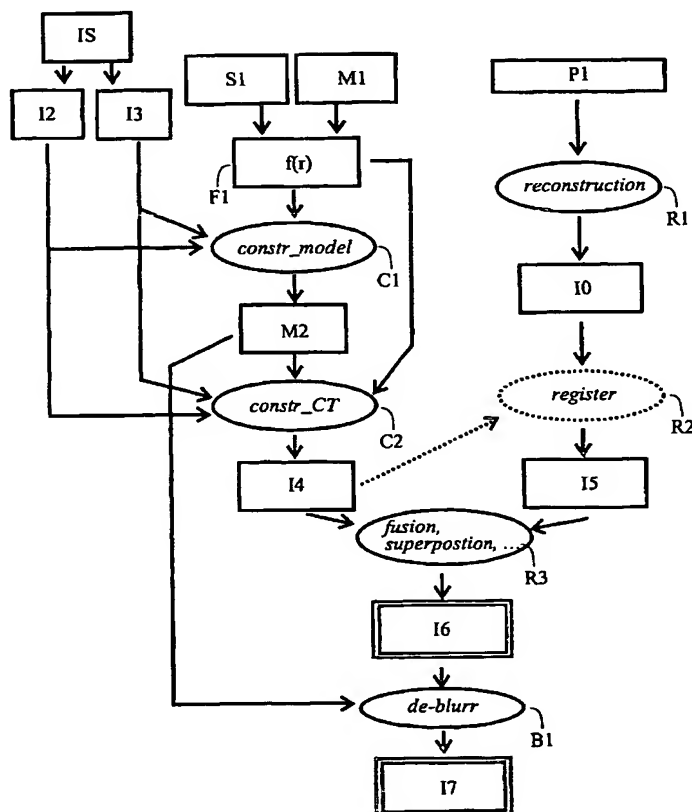 IS
S1
M1
P1
I2
I3
f(r)
F1
reconstruction
R1
constr_model
C1
I0
M2
constr_CT
C2
register
R2
I4
I5
fusion,
superpostion, ...
R3
I6
de-blurr
B1
I7